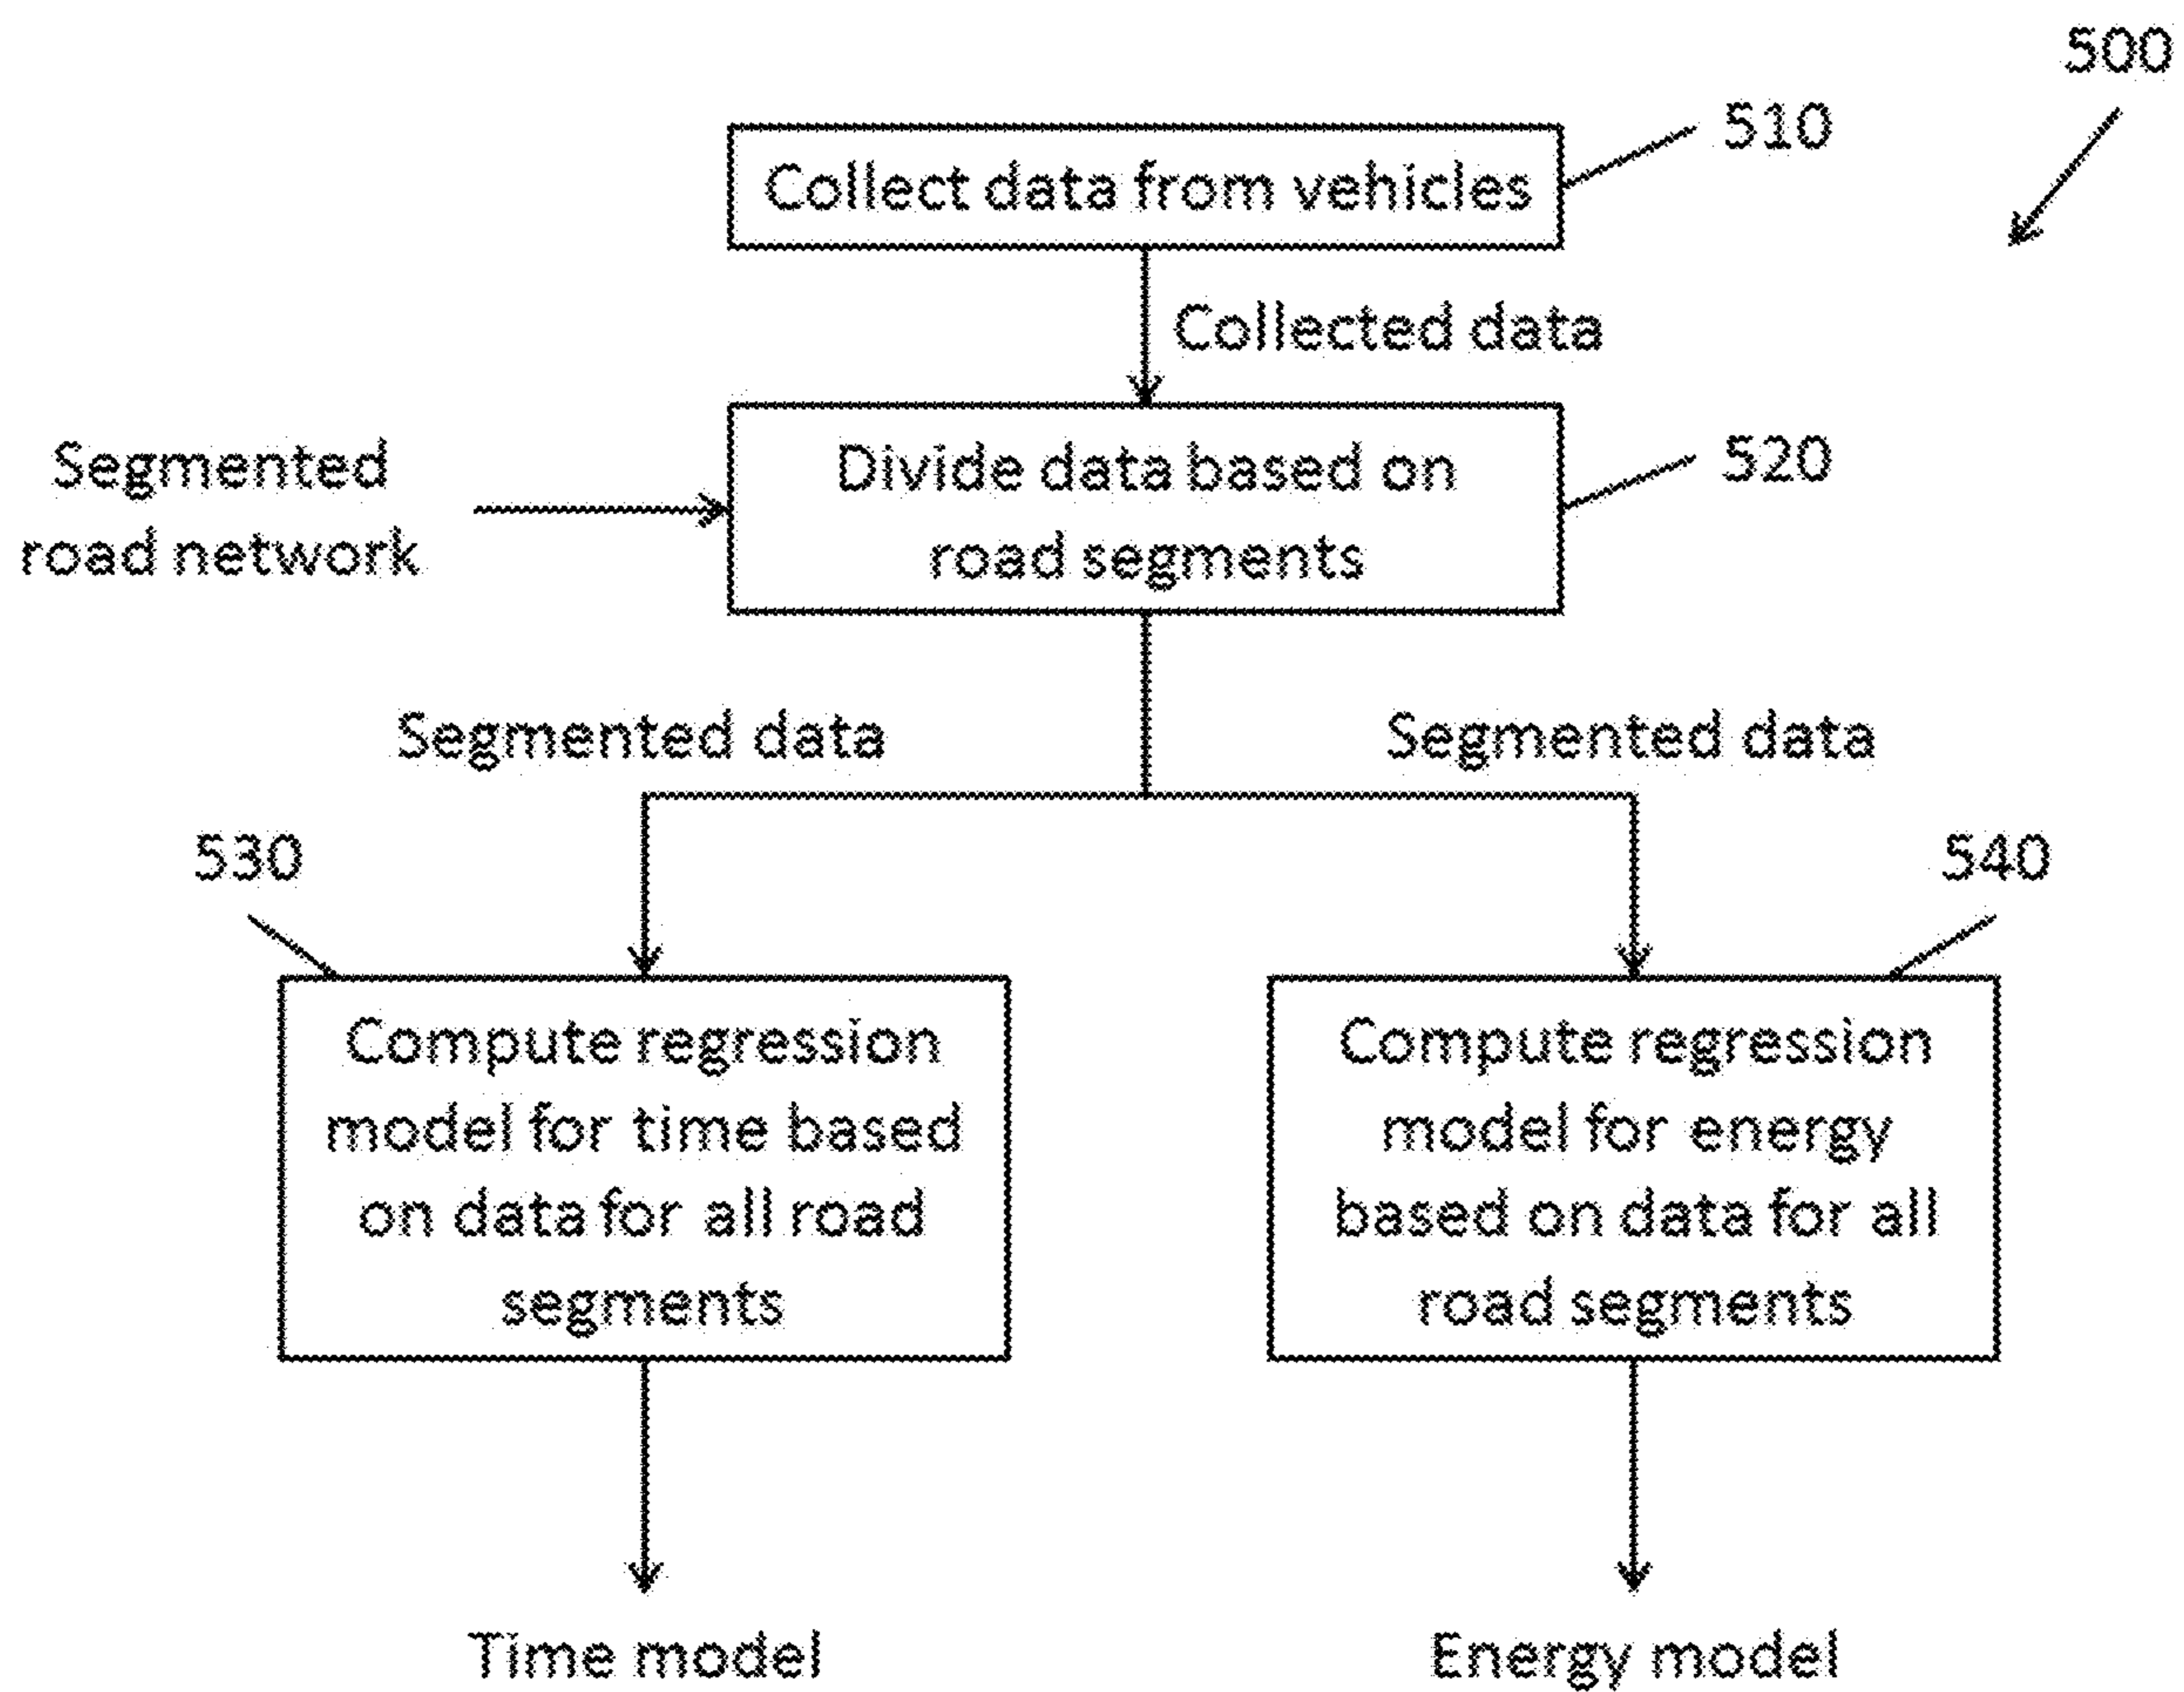 500
510
Collect data from vehicles
Collected data
Segmented
road network
Divide data based on
road segments
520
Segmented data
Segmented data
530
540
Compute regression
model for time based
on data for all road
segments
Compute regression
model for energy
based on data for all
road segments
Time model
Energy model